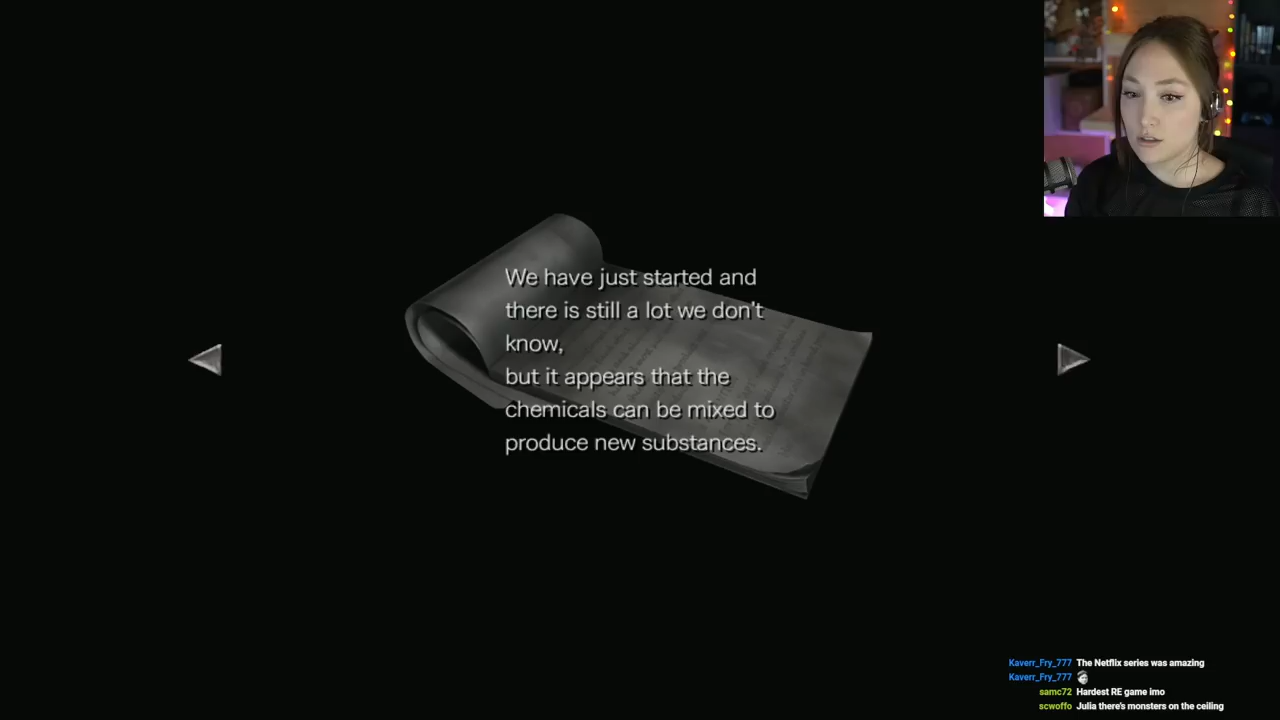 We have just started and
there is still a lot we don't
know,
but it appears that the
chemicals can be mixed to
produce new substances.
Kaverr_Fry_777 The Netflix series was amazing
Kaverr_Fry_777
samc72 Hardest RE game imo
scwoffo Julia there's monsters on the ceiling